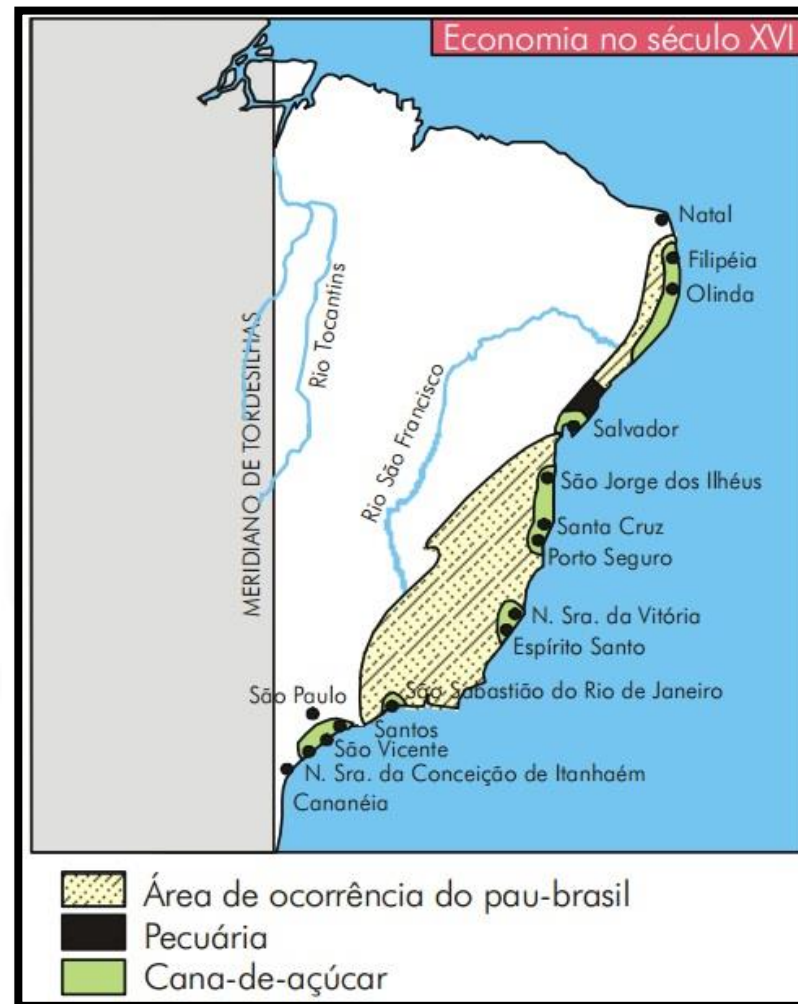 Economia no século XVI
Natal
Filipéia
Olinda
MERIDIANO DE TORDESILHAS
Rio Tocantins
Rio São Francisco
Salvador
São Jorge dos Ilhéus
Santa Cruz
Porto Seguro
N. Sra. da Vitória
Espírito Santo
São Sabastião do Rio de Janeiro
São Paulo
Santos
São Vicente
N. Sra. da Conceição de Itanhaém
Cananéia
Área de ocorrência do pau-brasil
Pecuária
Cana-de-açúcar